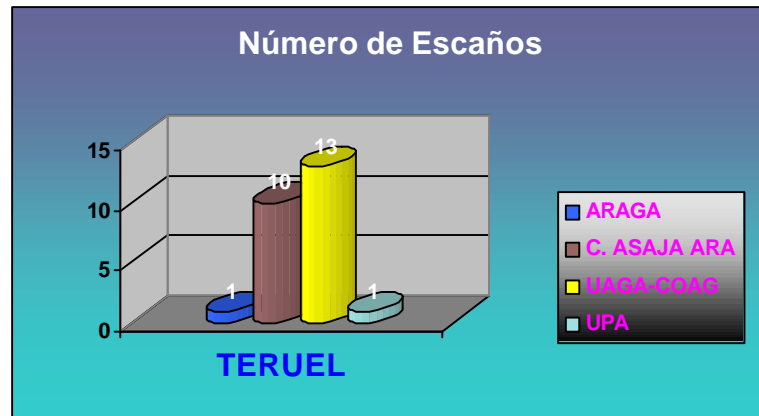 Número de Escaños
15
10
5
0
1
10
13
1
TERUEL
ARAGA
C. ASAJA ARA
UAGA-COAG
UPA